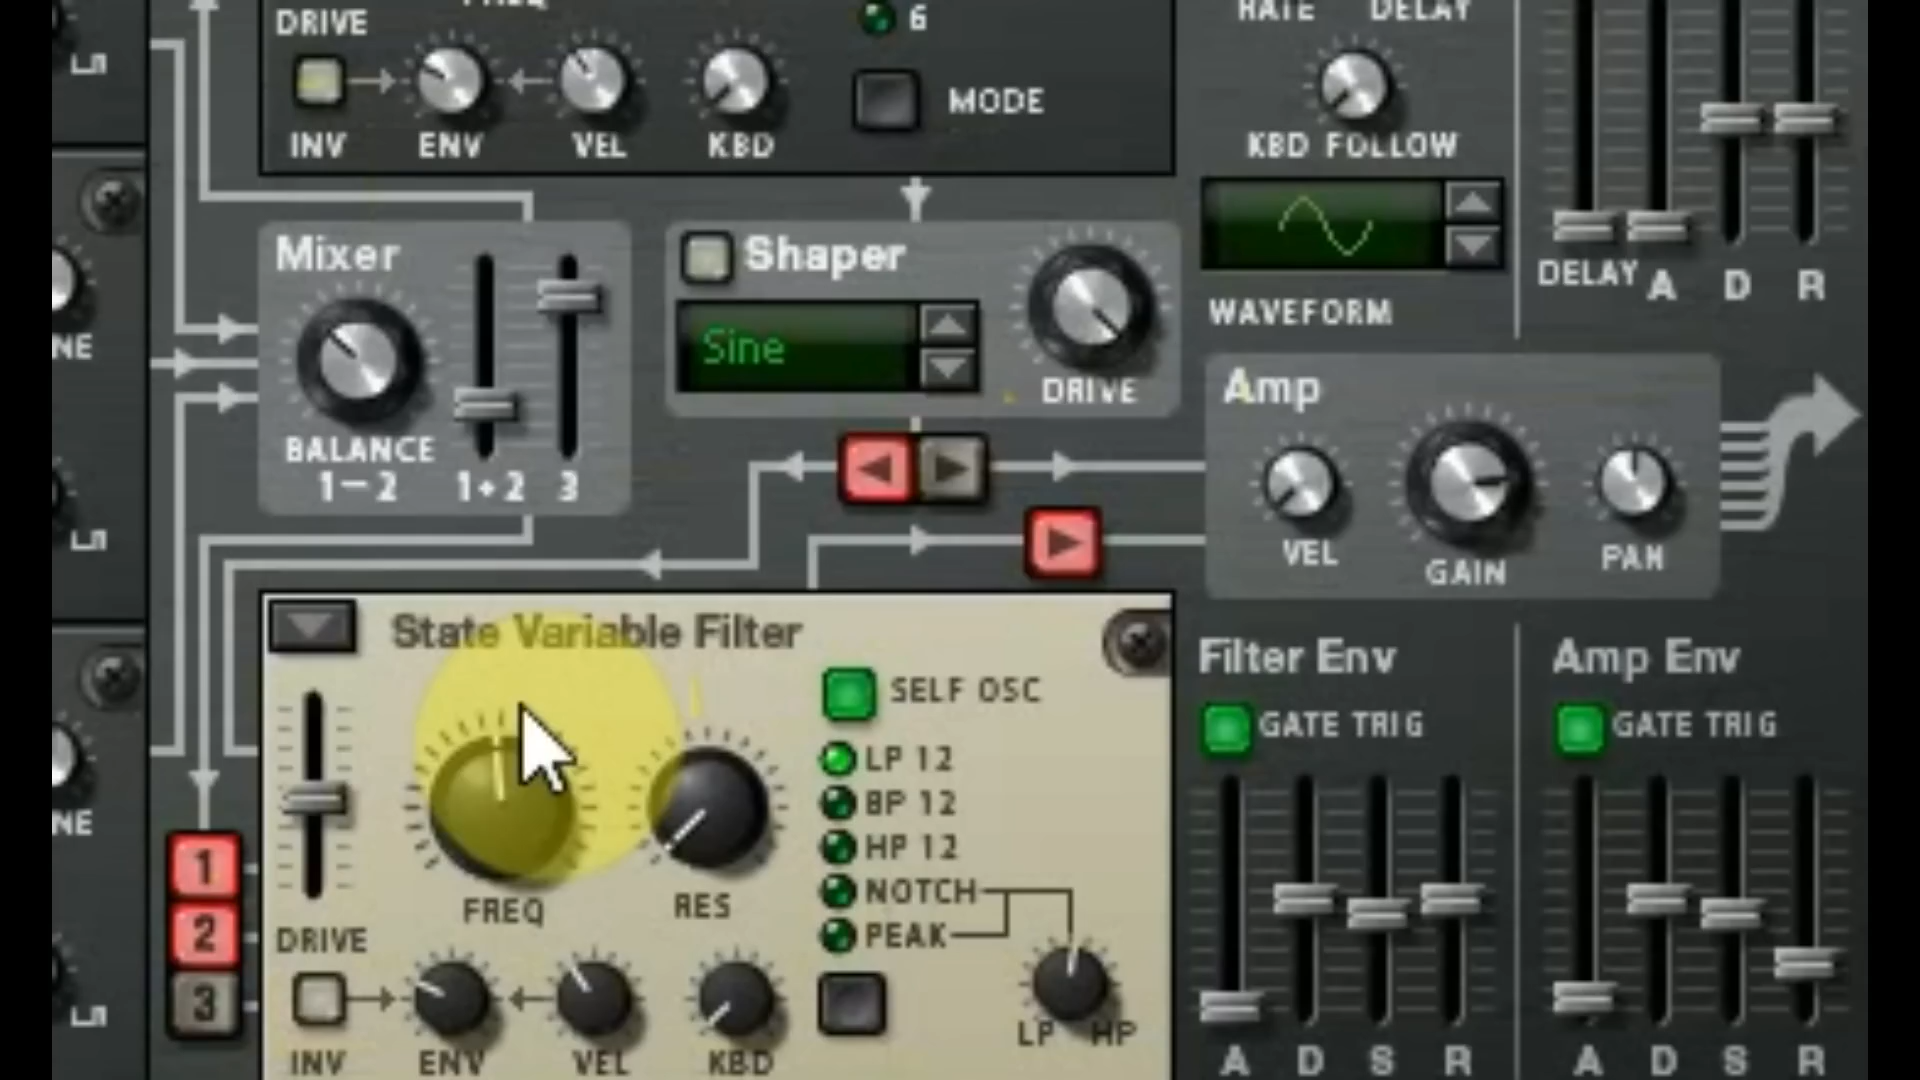 DRIVE
6
RATE DELAY
INV ENV VEL KBD
MODE
KBD FOLLOW
WAVEFORM
DELAY A D R
NE
Mixer
BALANCE
1-2 1+2 3
Shaper
Sine
DRIVE
Amp
VEL GAIN PAN
State Variable Filter
SELF OSC
LP 12
BP 12
HP 12
NOTCH
PEAK
FREQ RES
DRIVE
NE
1
2
3
LP HP
INV ENV VEL KBD
Filter Env
GATE TRIG
A D S R
Amp Env
GATE TRIG
A D S R